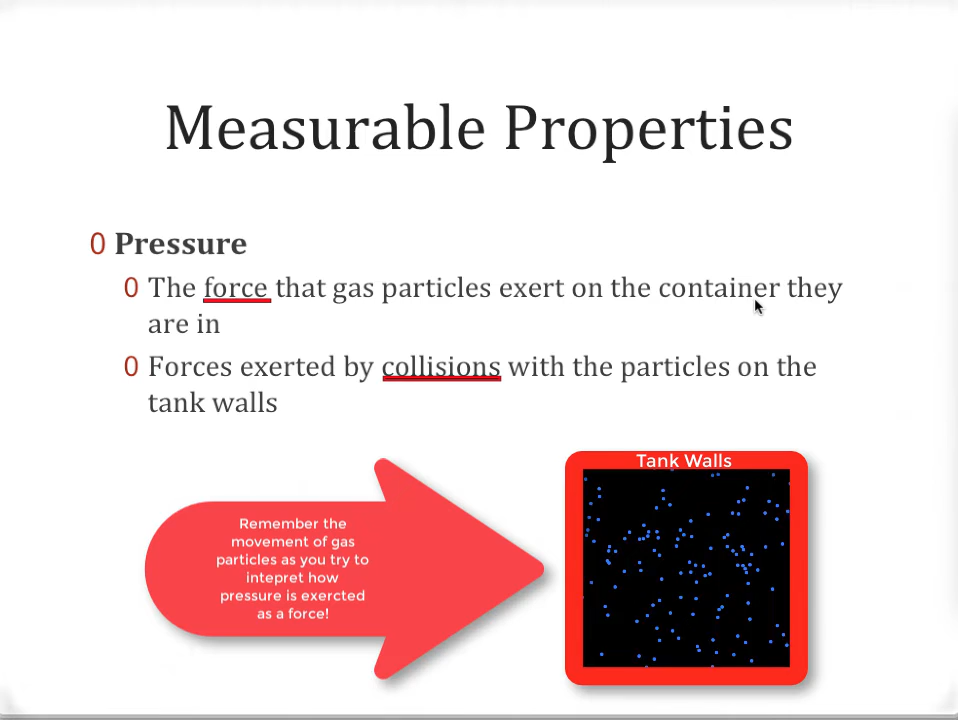 Measurable Properties
0 Pressure
0 The force that gas particles exert on the container they
are in
0 Forces exerted by collisions with the particles on the
tank walls
Tank Walls
Remember the
movement of gas
particles as you try to
intepret how
pressure is exercted
as a force!